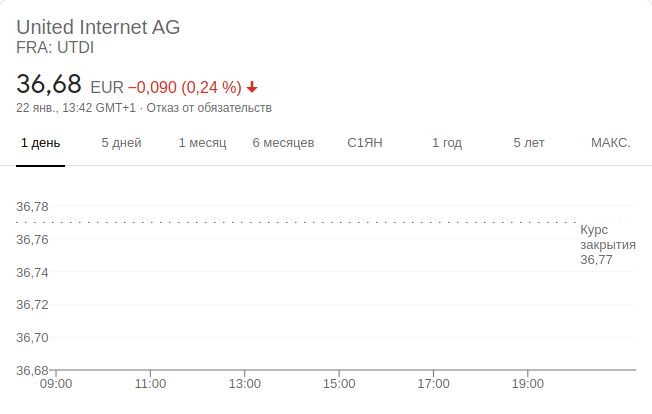 United Internet AG
FRA: UTDI
36,68 EUR −0,090 (0,24 %)
22 янв., 13:42 GMT+1 · Отказ от обязательств
1 день 5 дней 1 месяц 6 месяцев С1ЯН 1 год 5 лет МАКС.
36,78
Курс
36,76 закрытия
36,77
36,74
36,72
36,70
36,68
09:00 11:00 13:00 15:00 17:00 19:00